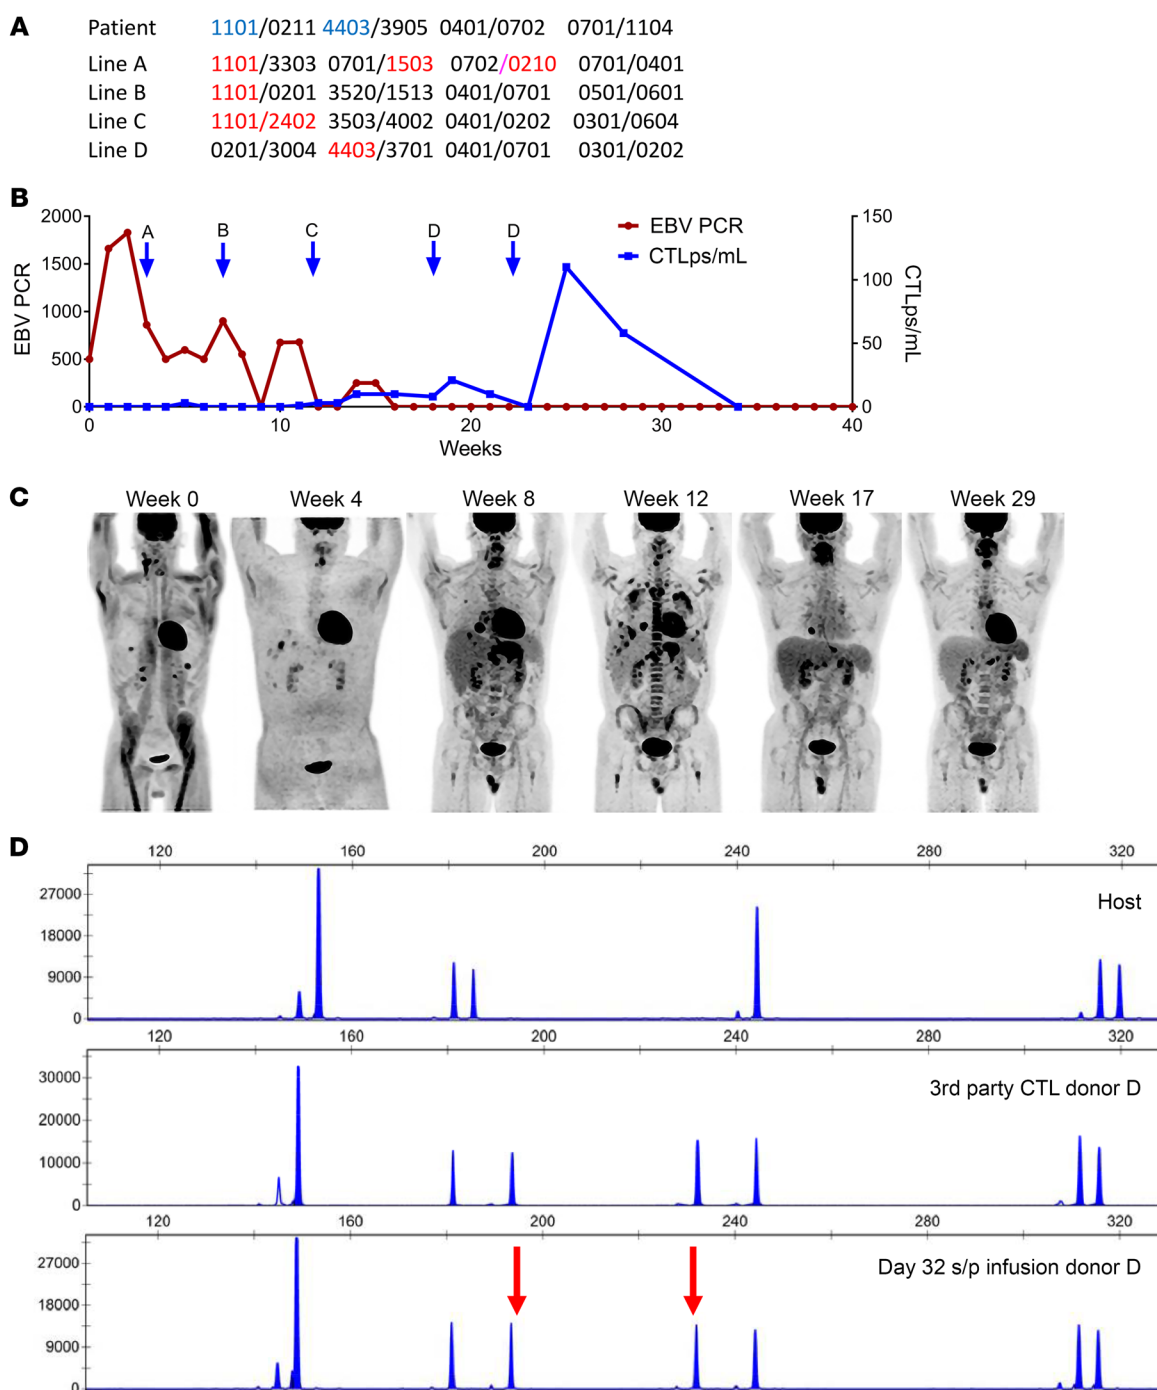 A
Patient 1101/0211 4403/3905 0401/0702 0701/1104
Line A 1101/3303 0701/1503 0702/0210 0701/0401
Line B 1101/0201 3520/1513 0401/0701 0501/0601
Line C 1101/2402 3503/4002 0401/0202 0301/0604
Line D 0201/3004 4403/3701 0401/0701 0301/0202
B
2000 150
A B C D D
EBV PCR
CTLps/mL
1500
100
1000
50
500
0 0
EBV PCR
CTLps/mL
0 10 20 30 40
Weeks
C
Week 0 Week 4 Week 8 Week 12 Week 17 Week 29
D
120 160 200 240 280 320
27000
Host
18000
9000
0
120 160 200 240 280 320
30000
3rd party CTL donor D
20000
10000
0
120 160 200 240 280 320
27000
Day 32 s/p infusion donor D
18000
9000
0